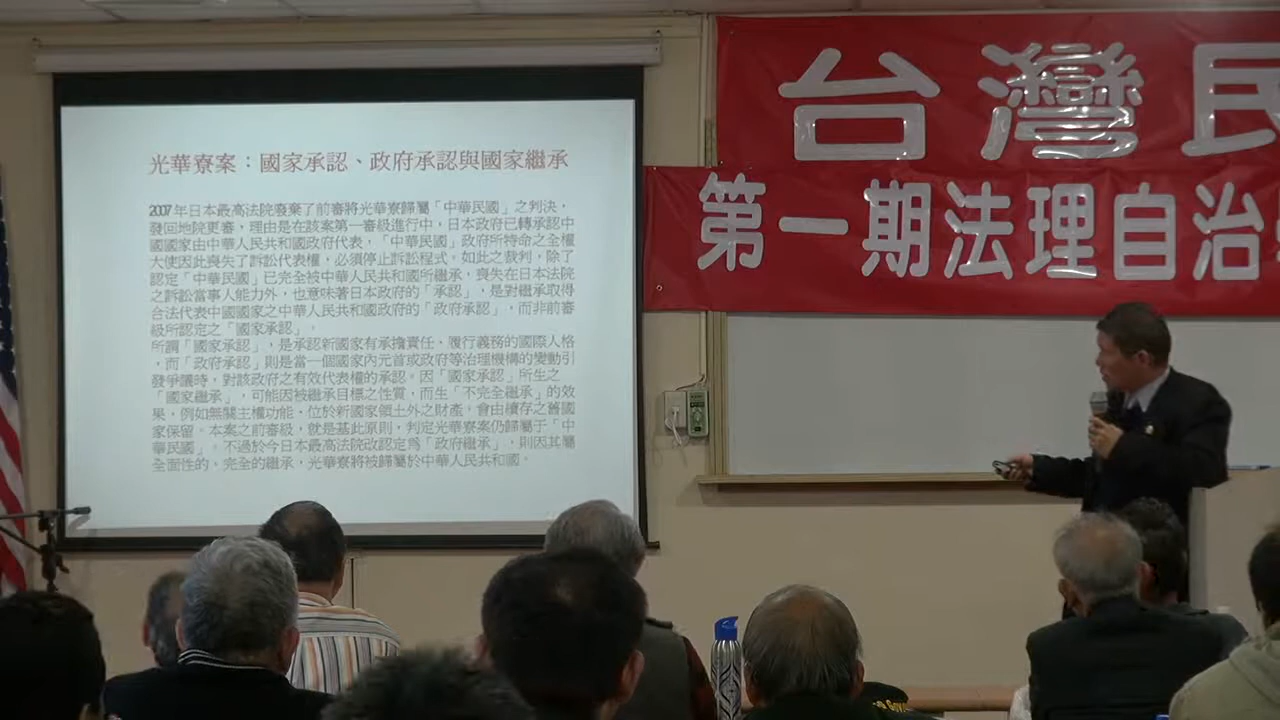 光華寮案：國家承認、政府承認與國家繼承
2007年日本最高法院廢棄了前審將光華寮歸屬「中華民國」之判決，
發回地院更審，理由是在該案第一審級進行中，日本政府已轉承認中
國國家由中華人民共和國政府代表，「中華民國」政府所特命之全權
大使因此喪失了訴訟代表權，必須停止訴訟程式。如此之裁判，除了
認定「中華民國」已完全被中華人民共和國所繼承，喪失在日本法院
之訴訟當事人能力外，也意味著日本政府的「承認」，是對繼承取得
合法代表中國國家之中華人民共和國政府的「政府承認」，而非前審
級所認定之「國家承認」。
所謂「國家承認」，是承認新國家有承擔責任、履行義務的國際人格
，而「政府承認」則是當一個國家內元首或政府等治理機構的變動引
發爭議時，對該政府之有效代表權的承認。因「國家承認」所生之
「國家繼承」，可能因被繼承目標之性質，而生「不完全繼承」的效
果，例如無關主權功能、位於新國家領土外之財產，會由續存之舊國
家保留。本案之前審級，就是基此原則，判定光華寮案仍歸屬于「中
華民國」。不過於今日本最高法院改認定為「政府繼承」，則因其屬
全面性的、完全的繼承，光華寮將被歸屬於中華人民共和國。
台灣民
第一期法理自治